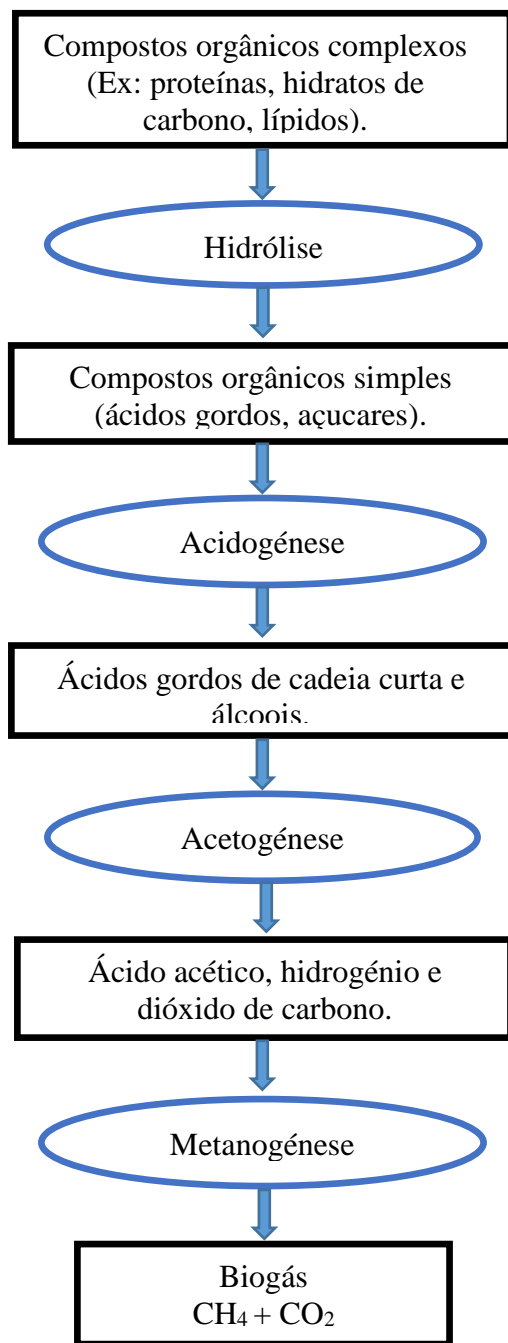 Compostos orgânicos complexos
(Ex: proteínas, hidratos de
carbono, lípidos).
Hidrólise
Compostos orgânicos simples
(ácidos gordos, açucares).
Acidogénese
Ácidos gordos de cadeia curta e
álcoois.
Acetogénese
Ácido acético, hidrogénio e
dióxido de carbono.
Metanogénese
Biogás
CH₄ + CO₂